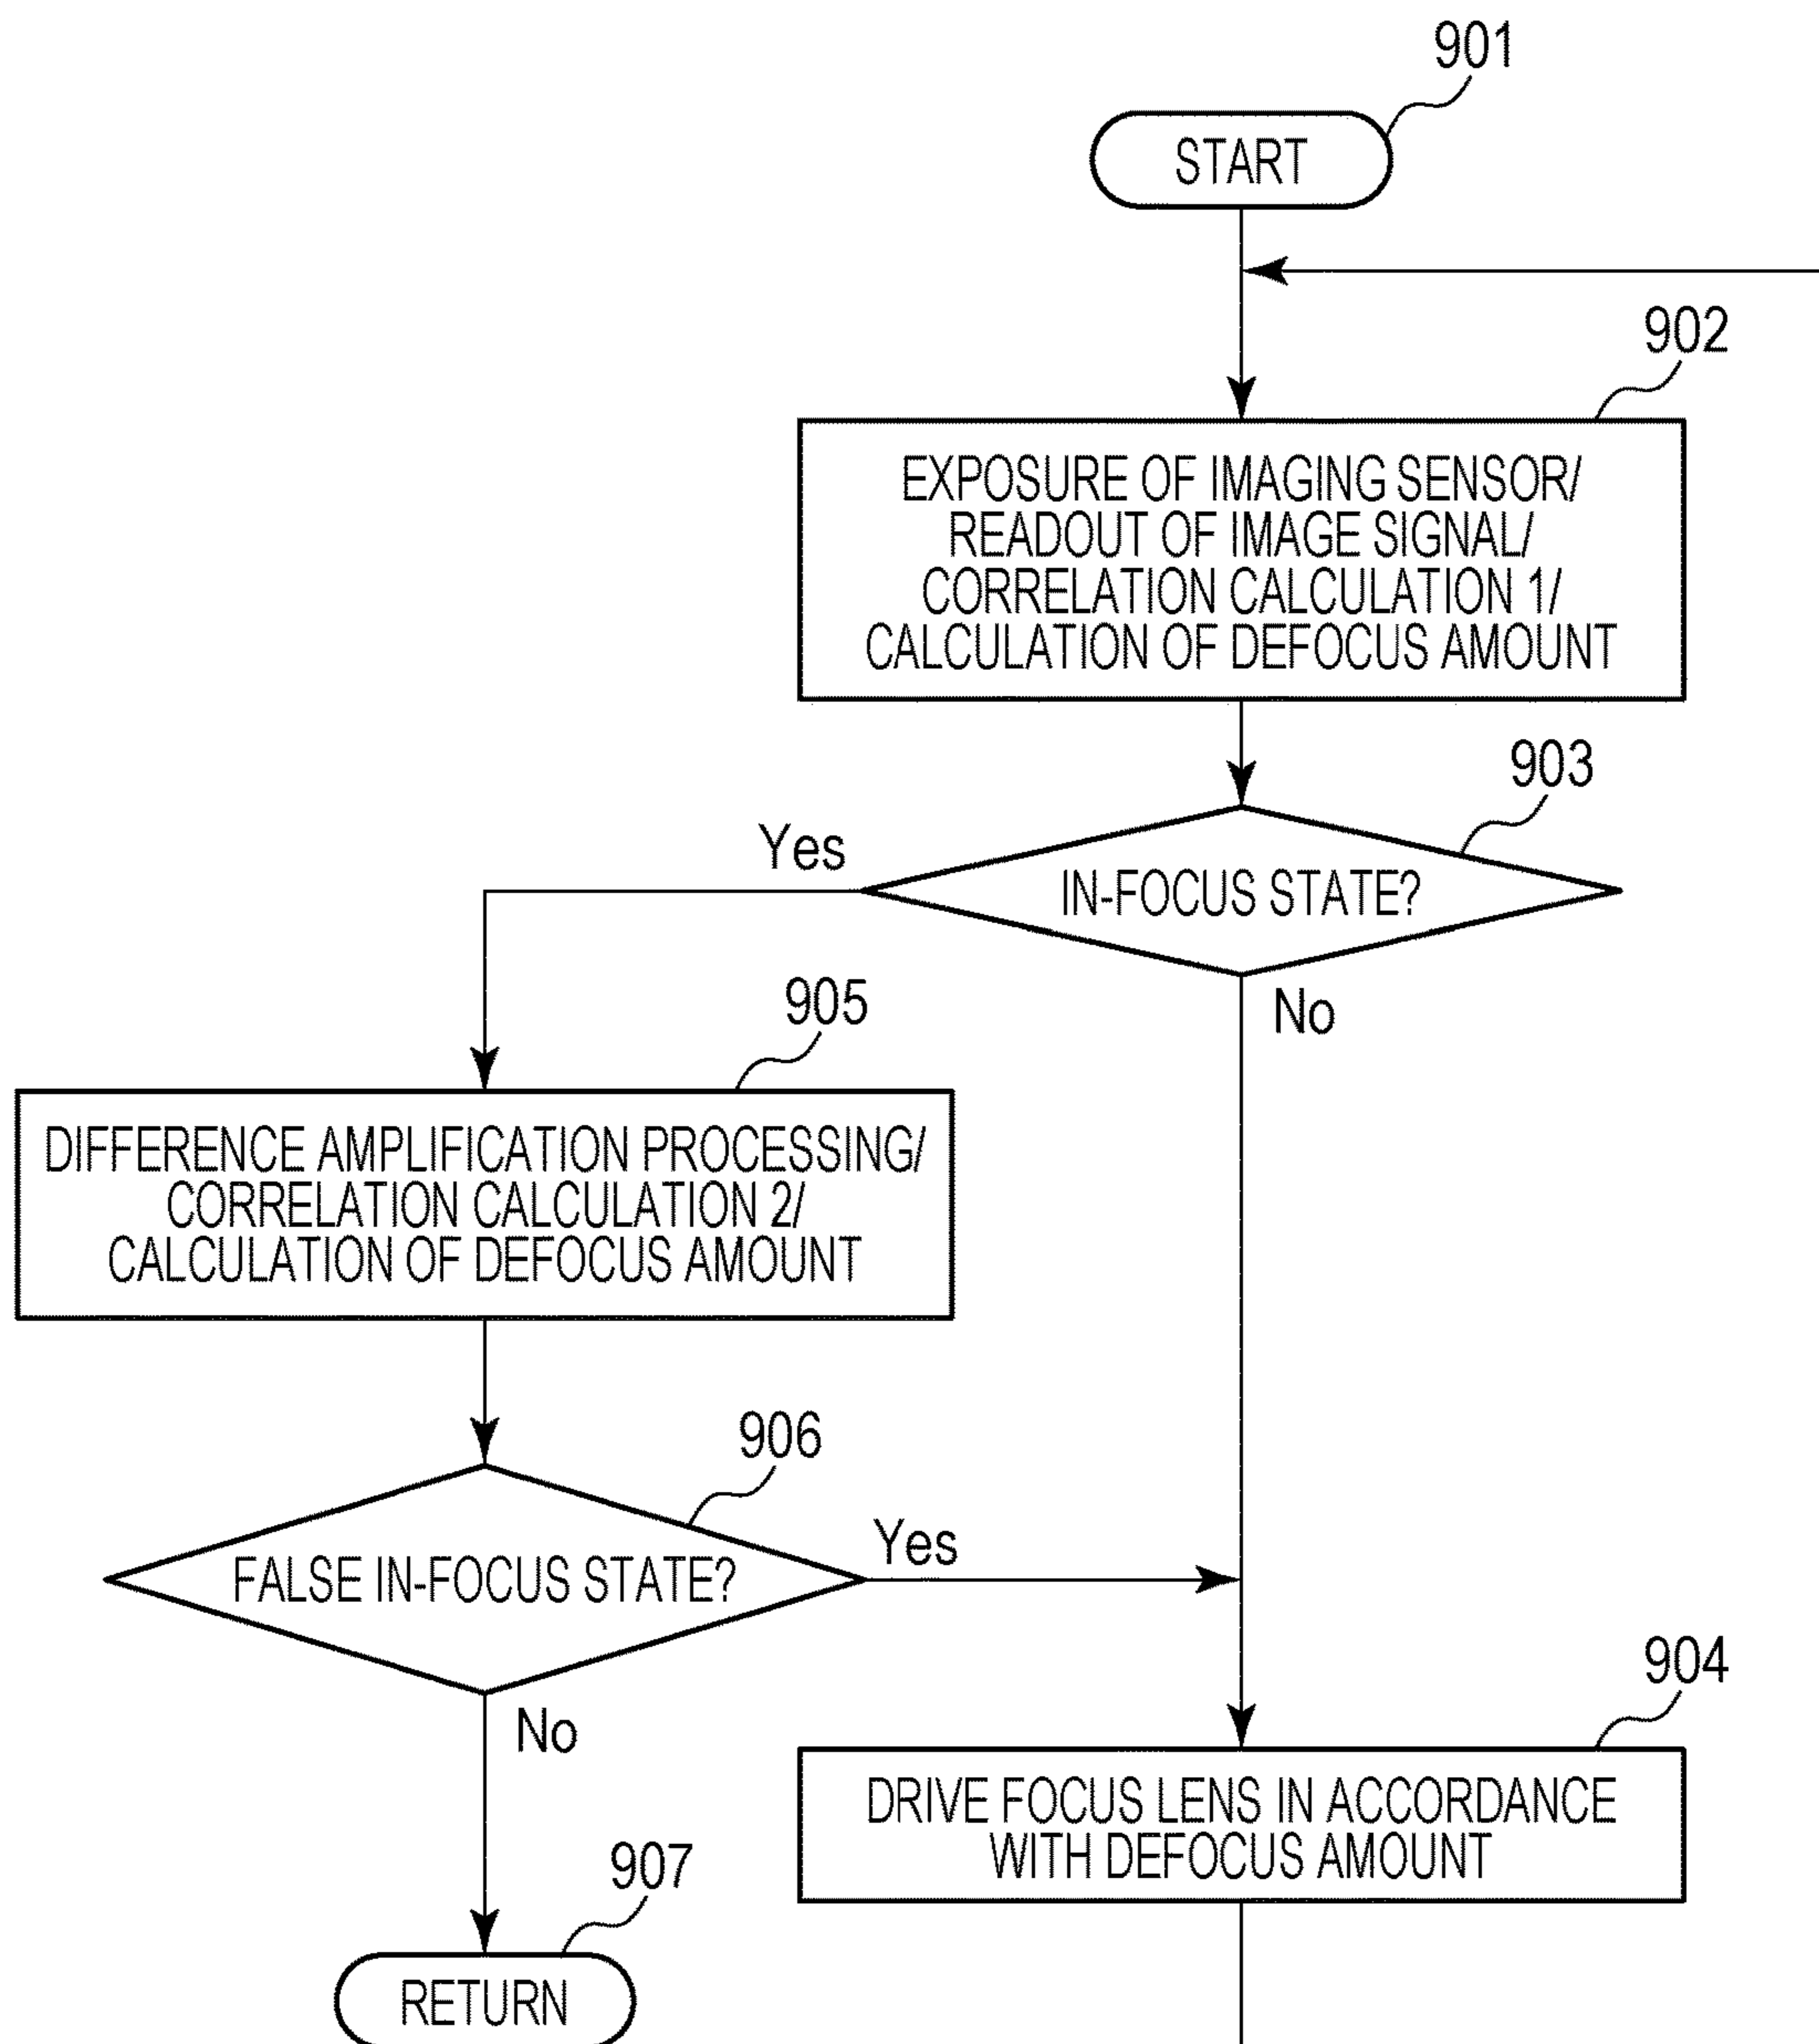 901
START
902
EXPOSURE OF IMAGING SENSOR/
READOUT OF IMAGE SIGNAL/
CORRELATION CALCULATION 1/
CALCULATION OF DEFOCUS AMOUNT
903
Yes
IN-FOCUS STATE?
No
905
DIFFERENCE AMPLIFICATION PROCESSING/
CORRELATION CALCULATION 2/
CALCULATION OF DEFOCUS AMOUNT
906
Yes
FALSE IN-FOCUS STATE?
No
904
DRIVE FOCUS LENS IN ACCORDANCE
WITH DEFOCUS AMOUNT
907
RETURN